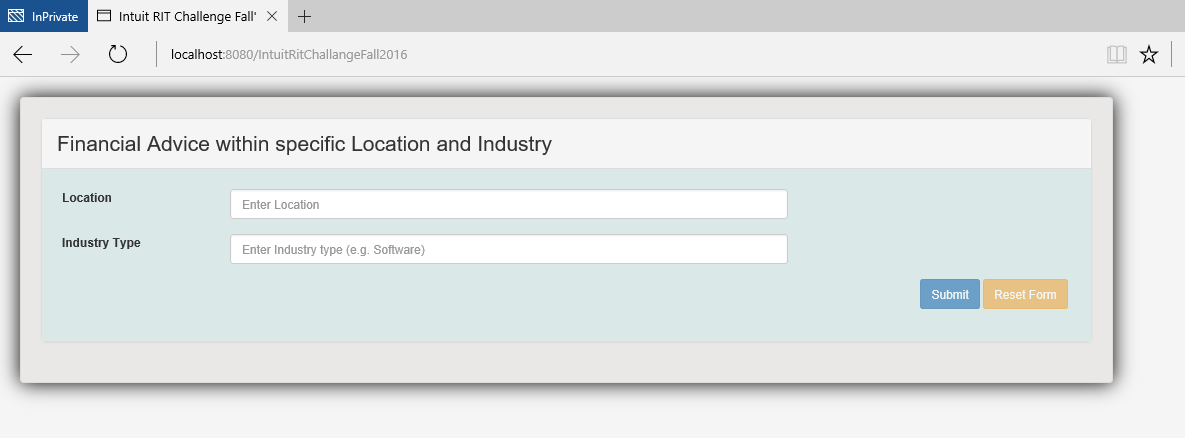 InPrivate
Intuit RIT Challenge Fall'
localhost:8080/IntuitRitChallangeFall2016
Financial Advice within specific Location and Industry
Location
Enter Location
Industry Type
Enter Industry type (e.g. Software)
Submit Reset Form